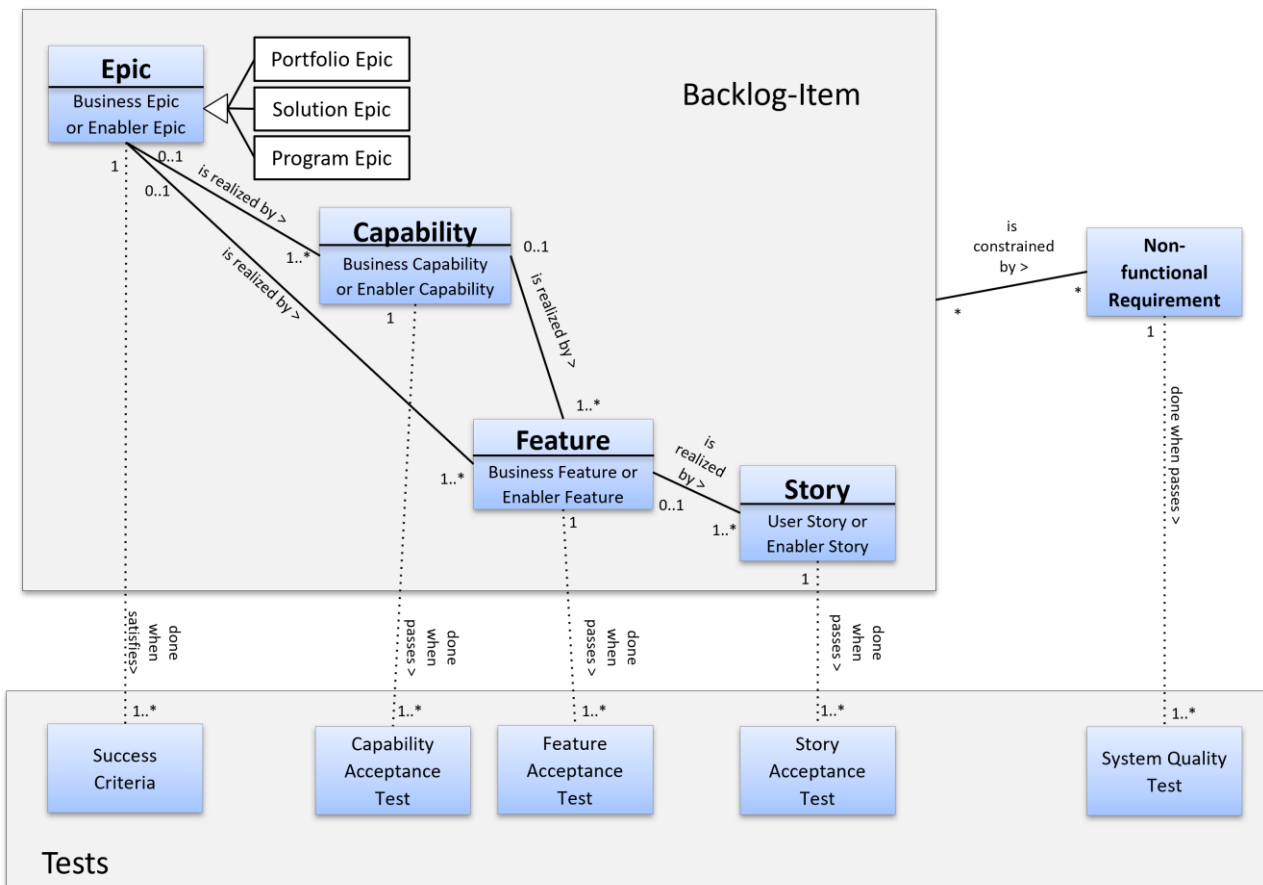 Epic
Business Epic
or Enabler Epic
Portfolio Epic
Solution Epic
Program Epic
Backlog-Item
1
0..1
0..1
is realized by >
is realized by >
1..*
Capability
Business Capability
or Enabler Capability
0..1
1
is realized by >
1..*
is
constrained
by >
*
*
Non-
functional
Requirement
1
Feature
Business Feature or
Enabler Feature
1..*
1
is
realized
by >
0..1
1..*
Story
User Story or
Enabler Story
1
done when passes >
done
when
satisfies>
done
when
passes >
done
when
passes >
done
when
passes >
1..*
1..*
1..*
1..*
1..*
Success
Criteria
Capability
Acceptance
Test
Feature
Acceptance
Test
Story
Acceptance
Test
System Quality
Test
Tests